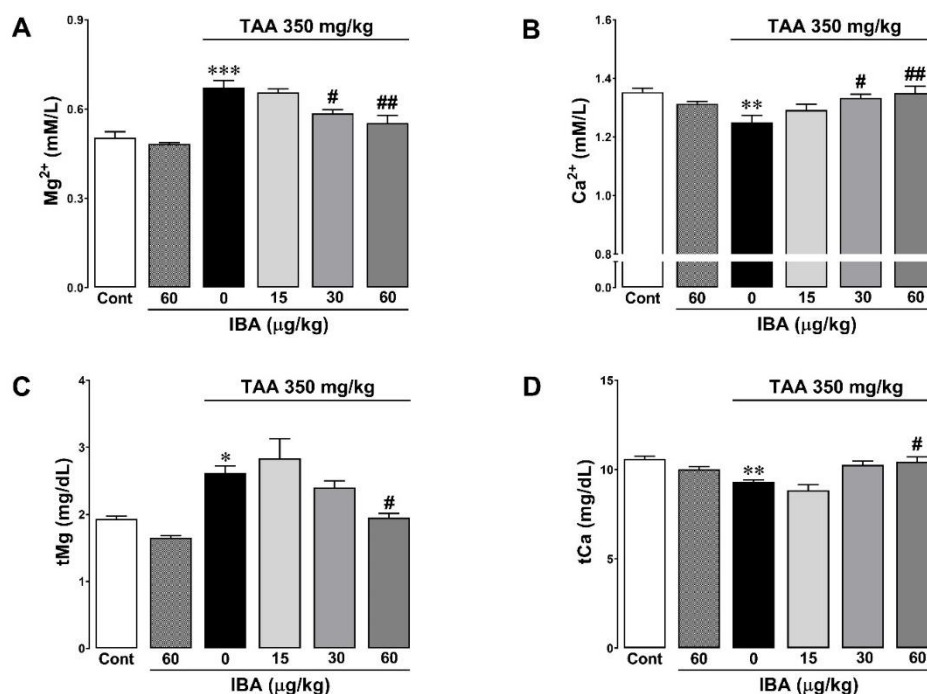 A
TAA 350 mg/kg
Mg2+ (mM/L)
0.9
0.6
0.3
0.0
***
#
##
Cont 60 0 15 30 60
IBA (μg/kg)
B
TAA 350 mg/kg
Ca2+ (mM/L)
1.6
1.4
1.2
1.0
0.8
0.0
**
#
##
Cont 60 0 15 30 60
IBA (μg/kg)
C
TAA 350 mg/kg
tMg (mg/dL)
4
3
2
1
0
*
#
Cont 60 0 15 30 60
IBA (μg/kg)
D
TAA 350 mg/kg
tCa (mg/dL)
15
10
5
0
**
#
Cont 60 0 15 30 60
IBA (μg/kg)